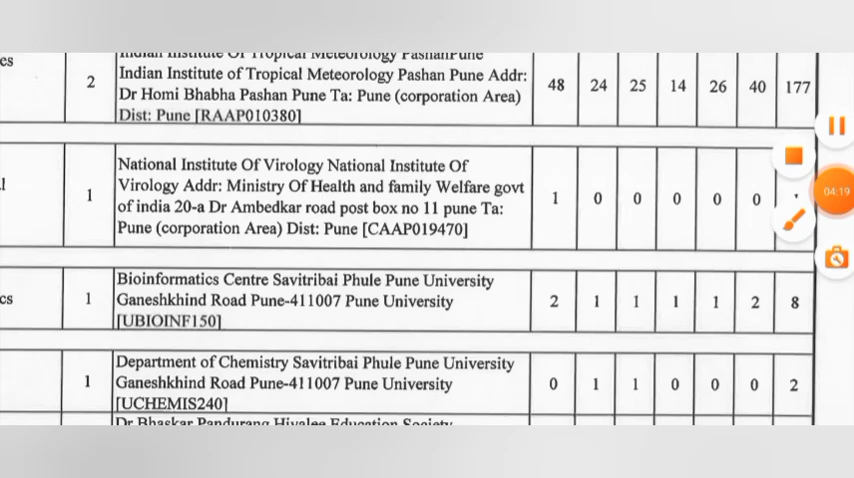 cs
Indian Institute Of Tropical Meteorology PashanPune
2 Indian Institute of Tropical Meteorology Pashan Pune Addr: 48 24 25 14 26 40 177
Dr Homi Bhabha Pashan Pune Ta: Pune (corporation Area)
Dist: Pune [RAAP010380]
National Institute Of Virology National Institute Of
l 1 Virology Addr: Ministry Of Health and family Welfare govt 1 0 0 0 0 0
of india 20-a Dr Ambedkar road post box no 11 pune Ta:
Pune (corporation Area) Dist: Pune [CAAP019470]
Bioinformatics Centre Savitribai Phule Pune University
cs 1 Ganeshkhind Road Pune-411007 Pune University 2 1 1 1 1 2 8
[UBIOINF150]
Department of Chemistry Savitribai Phule Pune University
1 Ganeshkhind Road Pune-411007 Pune University 0 1 1 0 0 0 2
[UCHEMIS240]
Dr Bhaskar Pandurang Hivalee Education Society
04:19